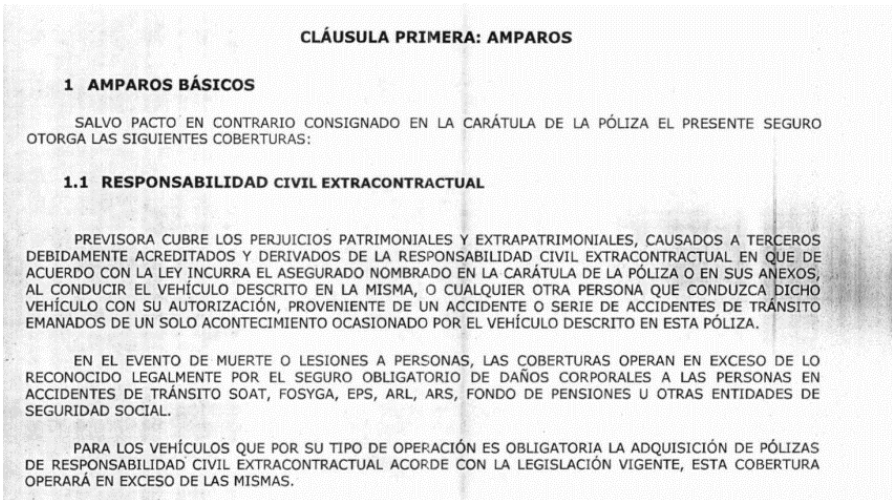 CLÁUSULA PRIMERA: AMPAROS
1 AMPAROS BÁSICOS
SALVO PACTO EN CONTRARIO CONSIGNADO EN LA CARÁTULA DE LA PÓLIZA EL PRESENTE SEGURO
OTORGA LAS SIGUIENTES COBERTURAS:
1.1 RESPONSABILIDAD CIVIL EXTRACONTRACTUAL
PREVISORA CUBRE LOS PERJUICIOS PATRIMONIALES Y EXTRAPATRIMONIALES, CAUSADOS A TERCEROS
DEBIDAMENTE ACREDITADOS Y DERIVADOS DE LA RESPONSABILIDAD CIVIL EXTRACONTRACTUAL EN QUE DE
ACUERDO CON LA LEY INCURRA EL ASEGURADO NOMBRADO EN LA CARÁTULA DE LA PÓLIZA O EN SUS ANEXOS,
AL CONDUCIR EL VEHÍCULO DESCRITO EN LA MISMA, O CUALQUIER OTRA PERSONA QUE CONDUZCA DICHO
VEHÍCULO CON SU AUTORIZACIÓN, PROVENIENTE DE UN ACCIDENTE O SERIE DE ACCIDENTES DE TRÁNSITO
EMANADOS DE UN SOLO ACONTECIMIENTO OCASIONADO POR EL VEHÍCULO DESCRITO EN ESTA PÓLIZA.
EN EL EVENTO DE MUERTE O LESIONES A PERSONAS, LAS COBERTURAS OPERAN EN EXCESO DE LO
RECONOCIDO LEGALMENTE POR EL SEGURO OBLIGATORIO DE DAÑOS CORPORALES A LAS PERSONAS EN
ACCIDENTES DE TRÁNSITO SOAT, FOSYGA, EPS, ARL, ARS, FONDO DE PENSIONES U OTRAS ENTIDADES DE
SEGURIDAD SOCIAL.
PARA LOS VEHÍCULOS QUE POR SU TIPO DE OPERACIÓN ES OBLIGATORIA LA ADQUISICIÓN DE PÓLIZAS
DE RESPONSABILIDAD CIVIL EXTRACONTRACTUAL ACORDE CON LA LEGISLACIÓN VIGENTE, ESTA COBERTURA
OPERARÁ EN EXCESO DE LAS MISMAS.